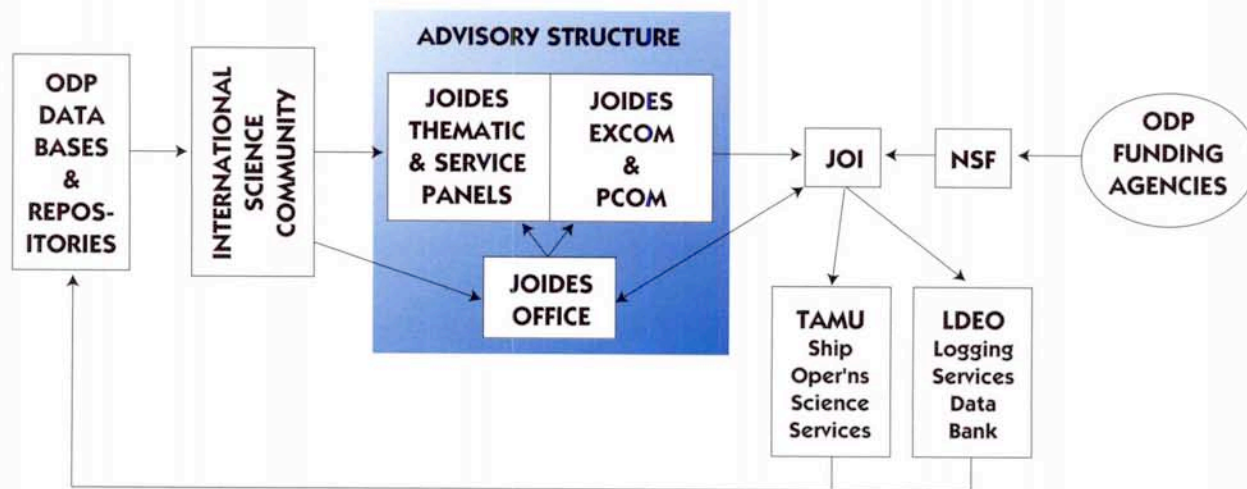 ODP
DATA
BASES
&
REPOS-
ITORIES
INTERNATIONAL
SCIENCE
COMMUNITY
ADVISORY STRUCTURE
JOIDES
THEMATIC
& SERVICE
PANELS
JOIDES
EXCOM
&
PCOM
JOIDES
OFFICE
JOI
NSF
ODP
FUNDING
AGENCIES
TAMU
Ship
Oper'ns
Science
Services
LDEO
Logging
Services
Data
Bank